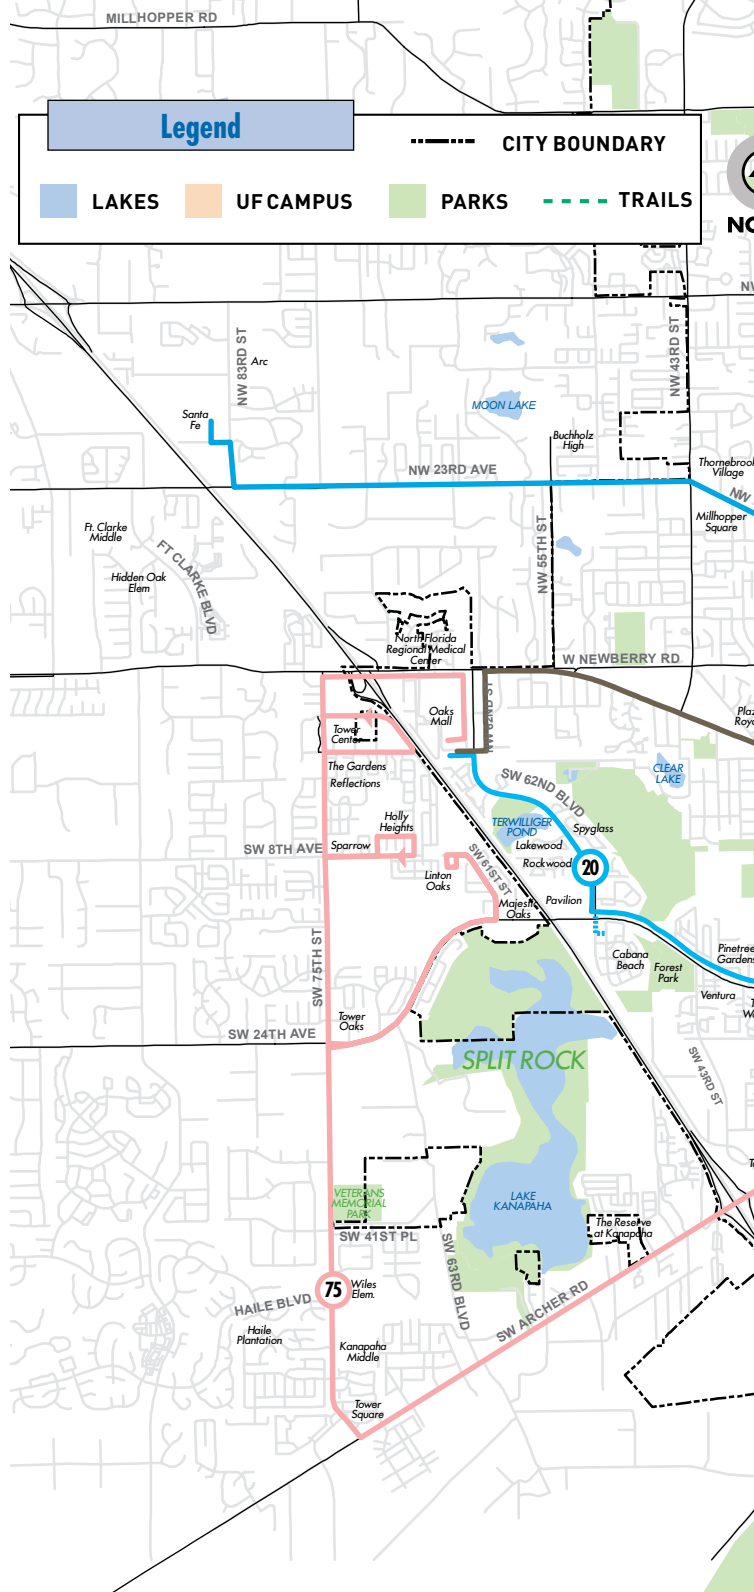 MILLHOPPER RD
Legend
CITY BOUNDARY
LAKES
UF CAMPUS
PARKS
TRAILS
NW 83RD ST
Arc
NW 43RD ST
Santa
Fe
MOON LAKE
Buchholz
High
NW 23RD AVE
Thornebrook
Village
NW
Millhopper
Square
Ft. Clarke
Middle
FT CLARKE BLVD
Hidden Oak
Elem
NW 55TH ST
North Florida
Regional Medical
Center
W NEWBERRY RD
NW 62ND ST
Oaks
Mall
Tower
Center
The Gardens
Reflections
SW 62ND BLVD
CLEAR
LAKE
Holly
Heights
TERWILLIGER
POND
Spyglass
Lakewood
SW 8TH AVE
Sparrow
SW 61ST ST
Rockwood
20
Linton
Oaks
Majestic
Oaks
Pavilion
SW 75TH ST
Cabana
Beach
Forest
Park
Pinetree
Gardens
Ventura
Tower
Oaks
SW 24TH AVE
SPLIT ROCK
SW 43RD ST
VETERANS
MEMORIAL
PARK
LAKE
KANAPAHA
The Reserve
at Kanapaha
SW 41ST PL
SW 63RD BLVD
75
Wiles
Elem.
HAILE BLVD
Haile
Plantation
SW ARCHER RD
Kanapaha
Middle
Tower
Square